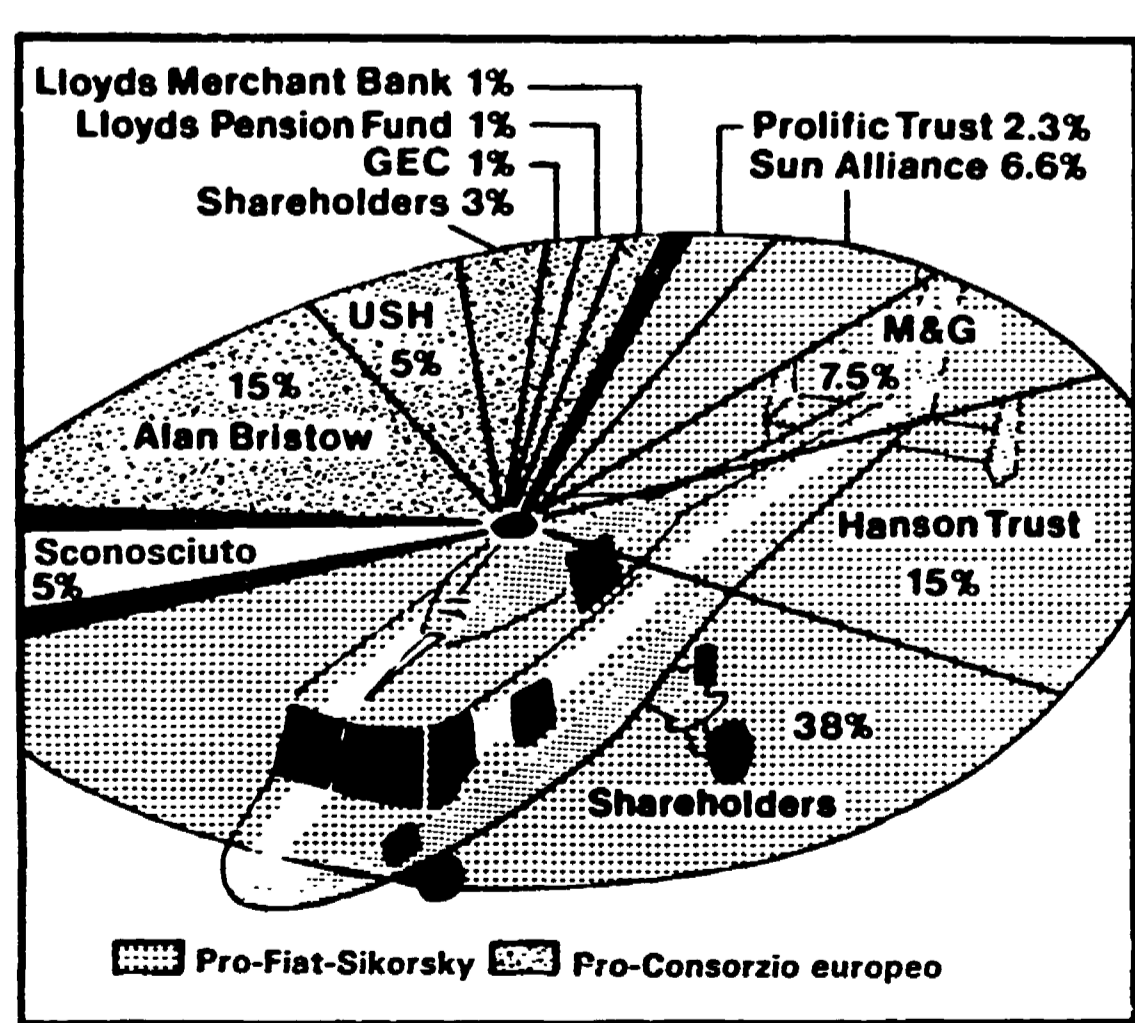 Lloyds Merchant Bank 1%
Lloyds Pension Fund 1%
GEC 1%
Shareholders 3%
Prolific Trust 2.3%
Sun Alliance 6.6%
USH
5%
15%
Alan Bristow
M&G
7.5%
Sconosciuto
5%
Hanson Trust
15%
38%
Shareholders
Pro-Fiat-Sikorsky
Pro-Consorzio europeo